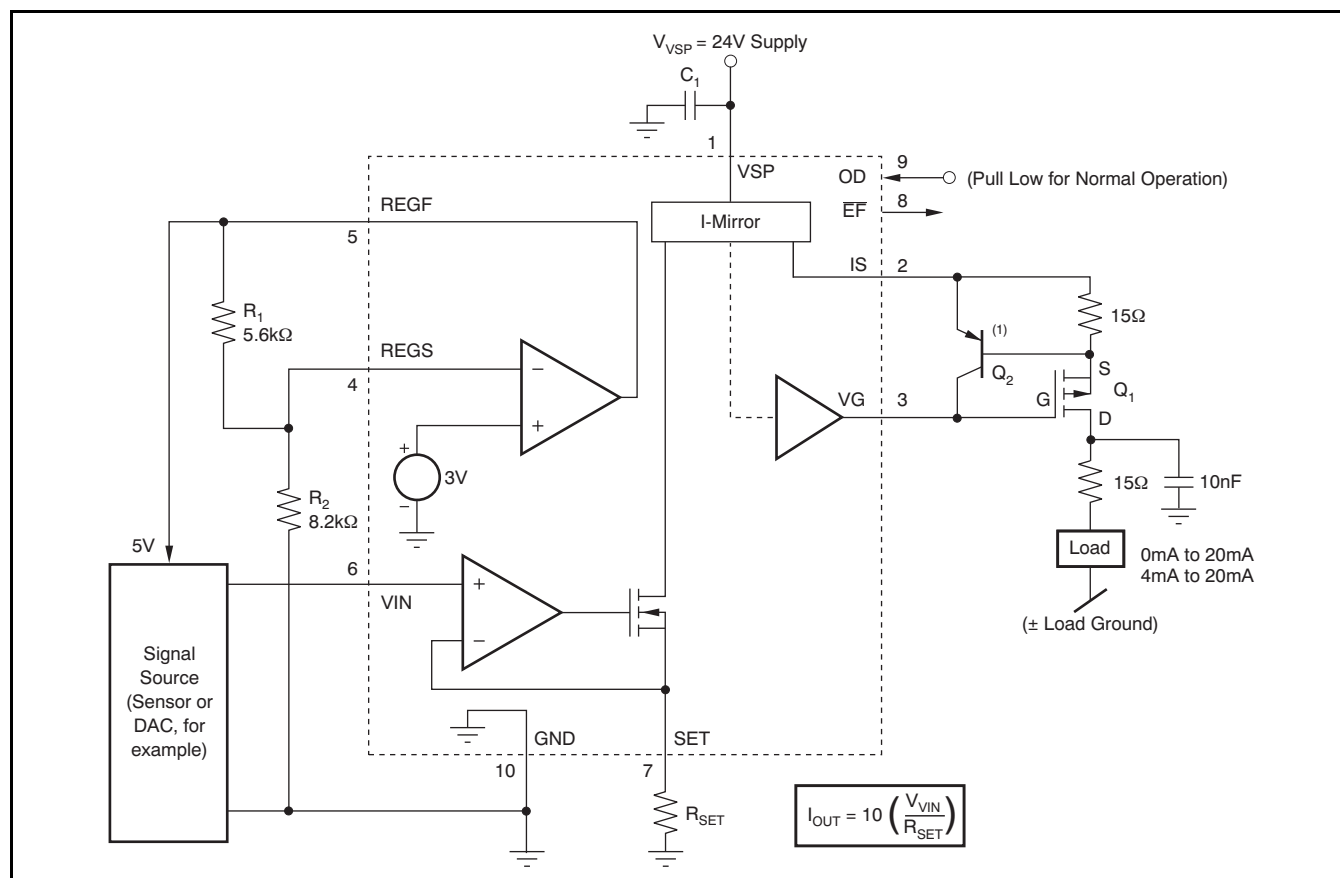 V_VSP = 24V Supply
C₁
1
VSP
9
OD
(Pull Low for Normal Operation)
8
E̅F̅
REGF
5
I-Mirror
IS
2
R₁
5.6kΩ
15Ω
(1)
REGS
4
−
+
Q₂
S
Q₁
G
D
VG
3
+
3V
−
15Ω
10nF
R₂
8.2kΩ
Load
0mA to 20mA
4mA to 20mA
5V
6
VIN
+
−
(± Load Ground)
Signal
Source
(Sensor or
DAC, for
example)
GND
SET
10
7
R_SET
I_OUT = 10 (V_VIN / R_SET)